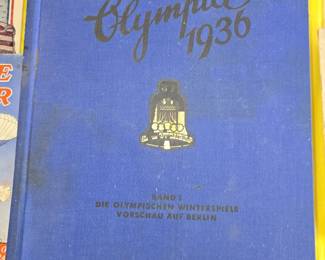 Olympia
1936
BAND I
DIE OLYMPISCHEN WINTERSPIELE
VORSCHAU AUF BERLIN
E
R